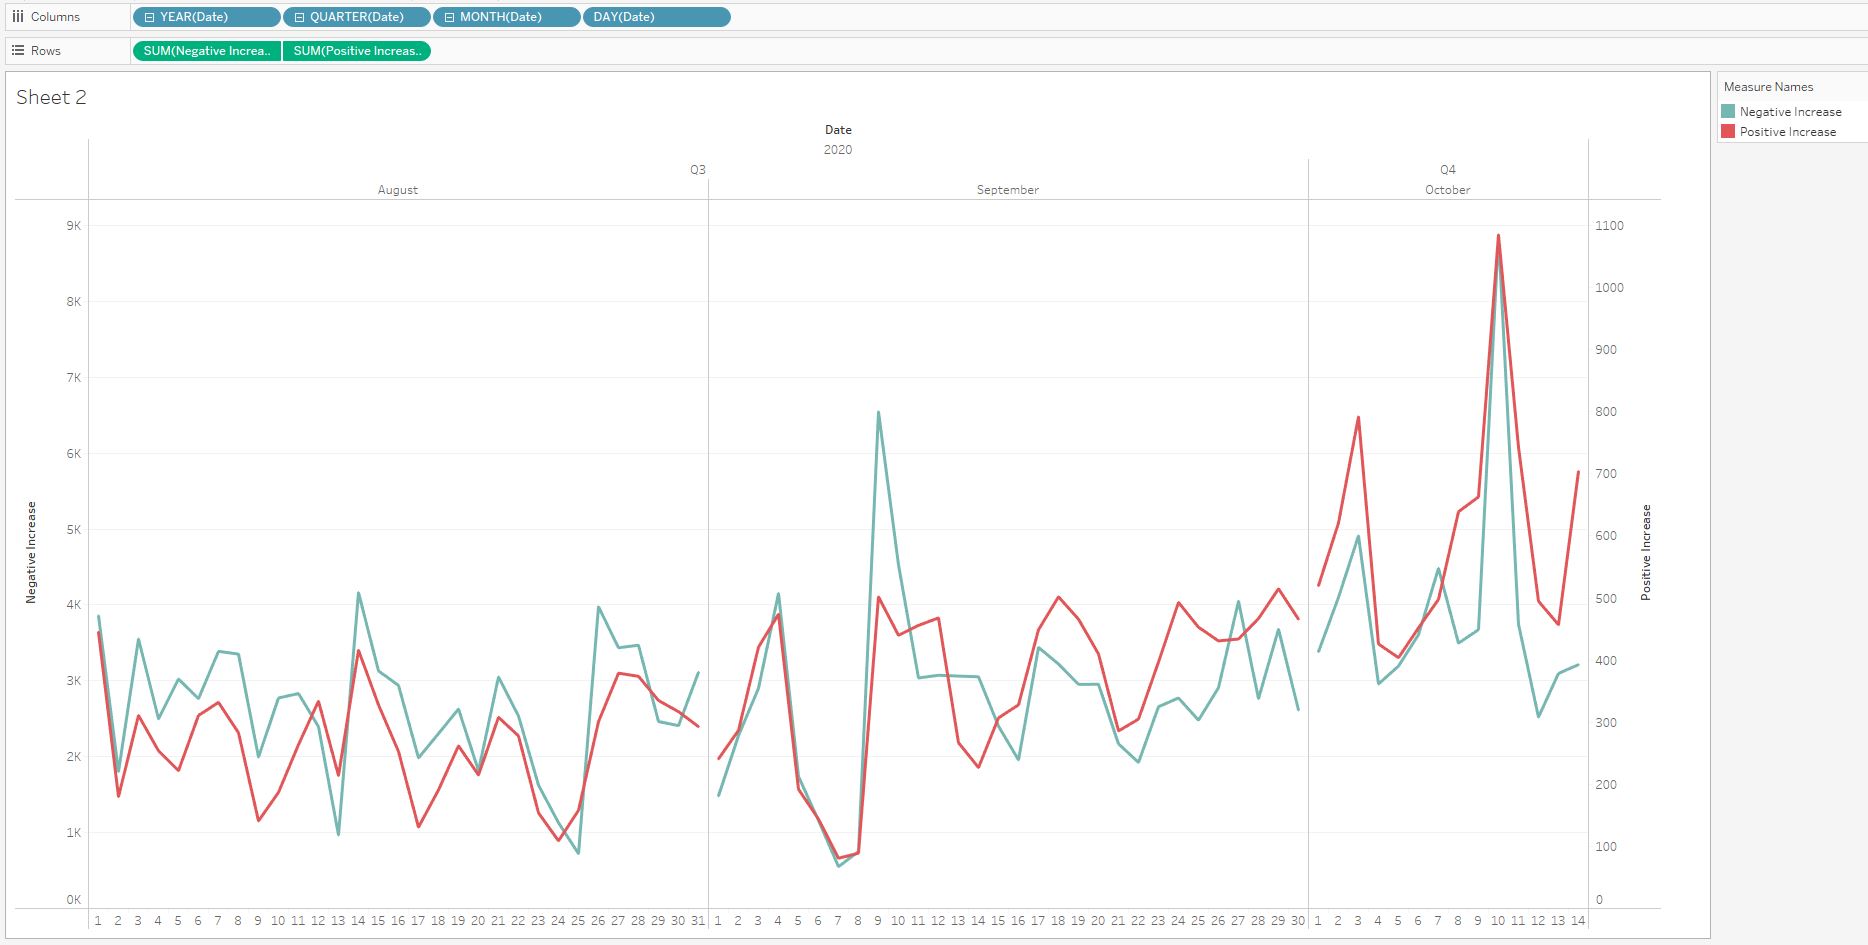 Columns
YEAR(Date)
QUARTER(Date)
MONTH(Date)
DAY(Date)
Rows
SUM(Negative Increa..
SUM(Positive Increas..
Sheet 2
Measure Names
Negative Increase
Positive Increase
Date
2020
Q3
Q4
August
September
October
9K
8K
7K
6K
5K
4K
3K
2K
1K
0K
Negative Increase
1100
1000
900
800
700
600
500
400
300
200
100
0
Positive Increase
1 2 3 4 5 6 7 8 9 10 11 12 13 14 15 16 17 18 19 20 21 22 23 24 25 26 27 28 29 30 31 1 2 3 4 5 6 7 8 9 10 11 12 13 14 15 16 17 18 19 20 21 22 23 24 25 26 27 28 29 30 1 2 3 4 5 6 7 8 9 10 11 12 13 14